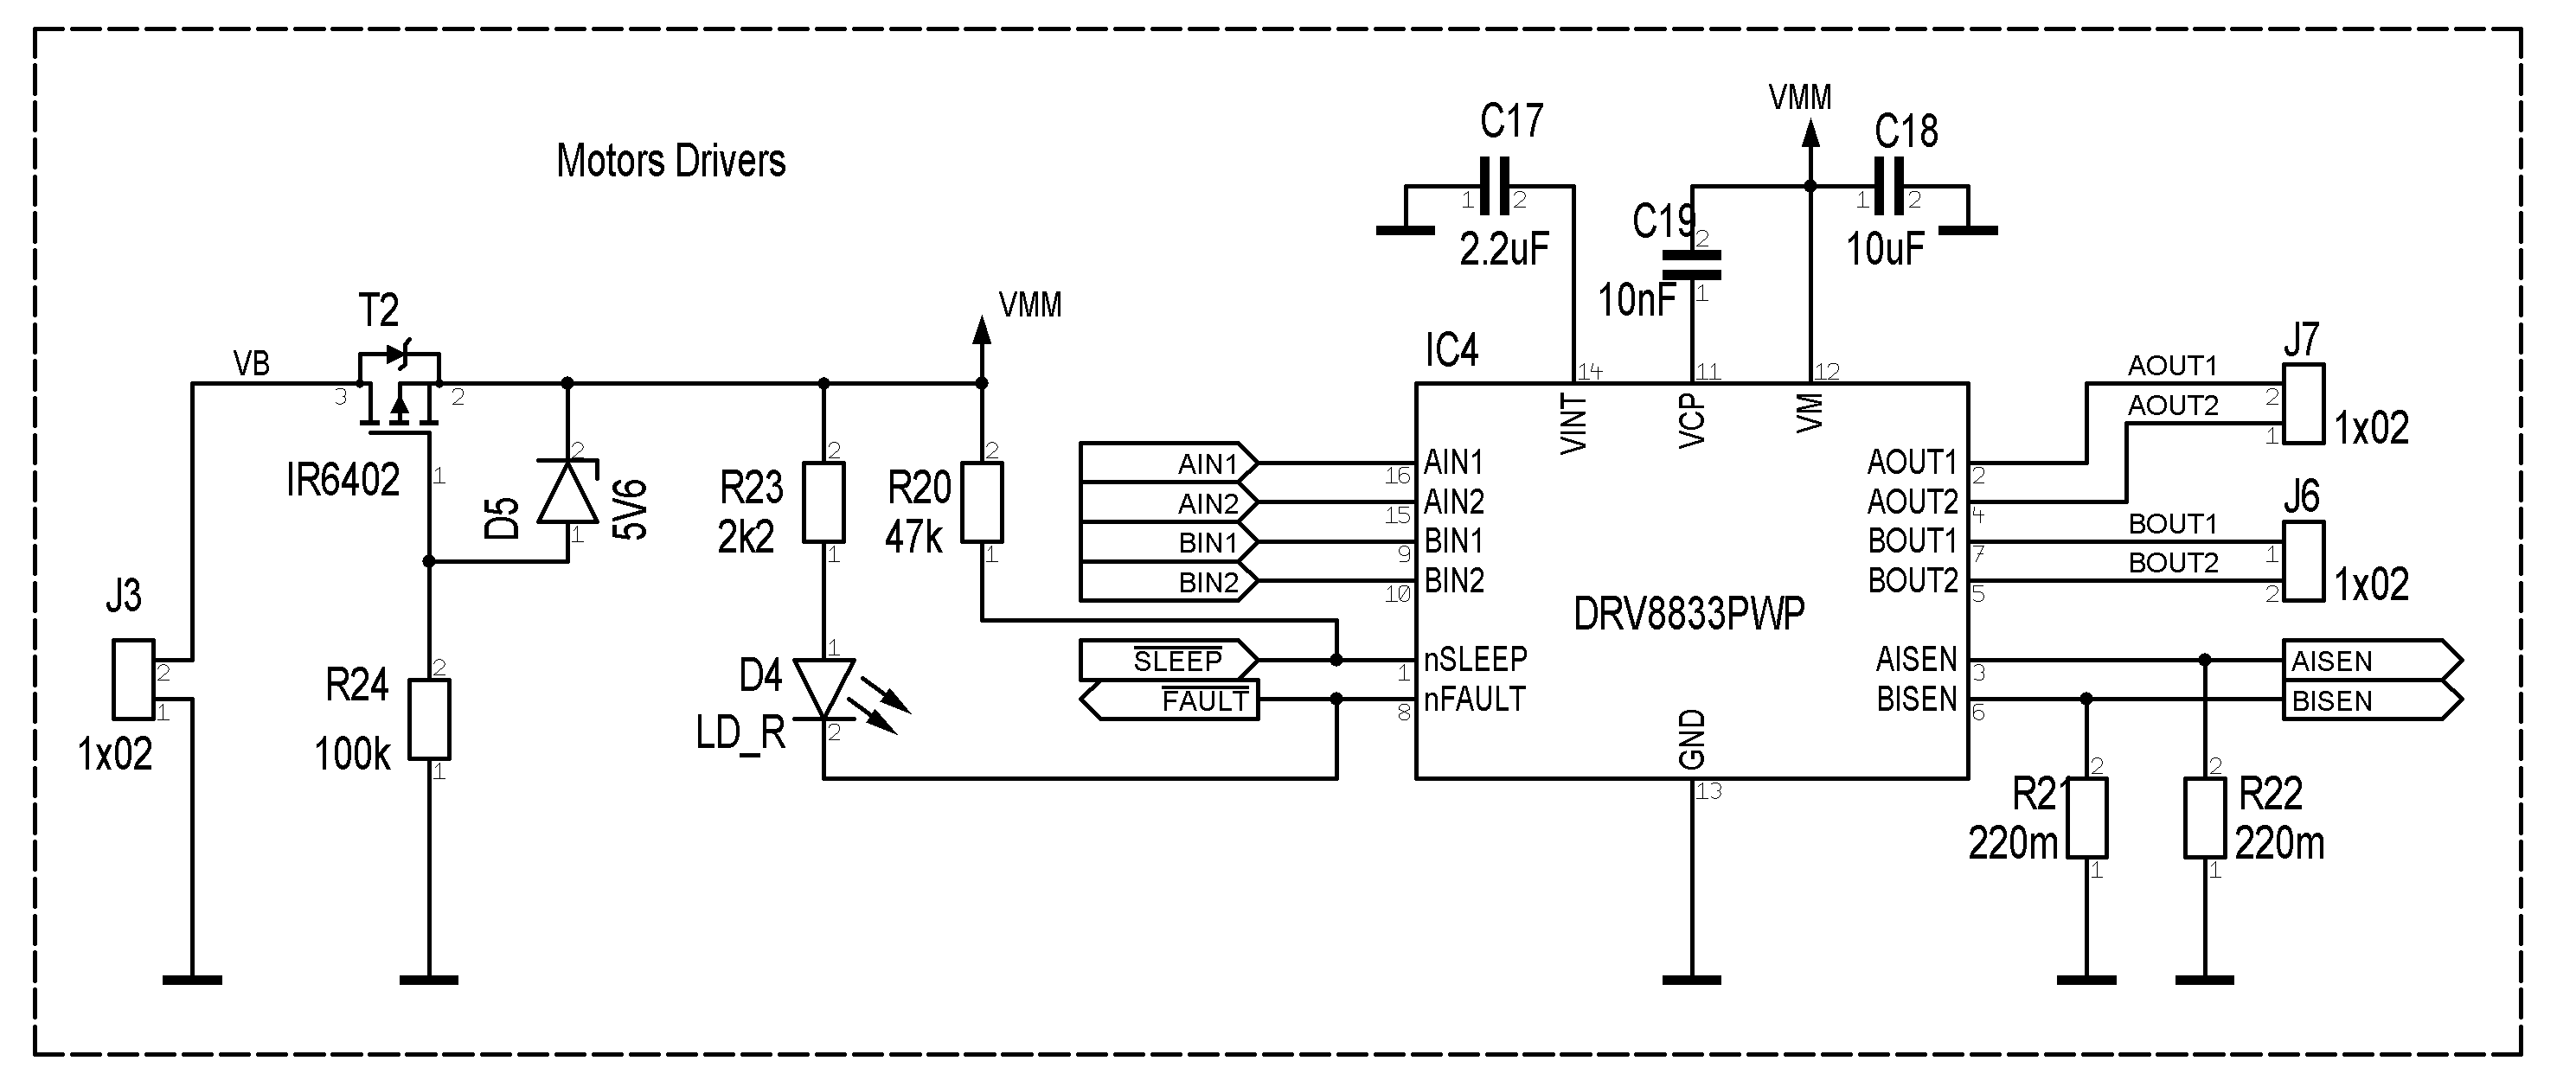 Motors Drivers
VMM
C17
1
2
2.2uF
C18
1
2
10uF
C19
2
10nF
1
T2
VB
3
2
IR6402
1
VMM
D5
2
1
5V6
R23
2
2k2
1
R20
2
47k
1
J3
2
1
1x02
R24
2
100k
1
D4
1
LD_R
2
AIN1
AIN2
BIN1
BIN2
SLEEP
FAULT
IC4
14
11
12
VINT
VCP
VM
16
AIN1
15
AIN2
9
BIN1
10
BIN2
1
nSLEEP
8
nFAULT
DRV8833PWP
AOUT1
2
AOUT2
4
BOUT1
7
BOUT2
5
AISEN
3
BISEN
6
GND
13
J7
AOUT1
2
AOUT2
1
1x02
J6
BOUT1
1
BOUT2
2
1x02
AISEN
BISEN
R21
2
220m
1
R22
2
220m
1